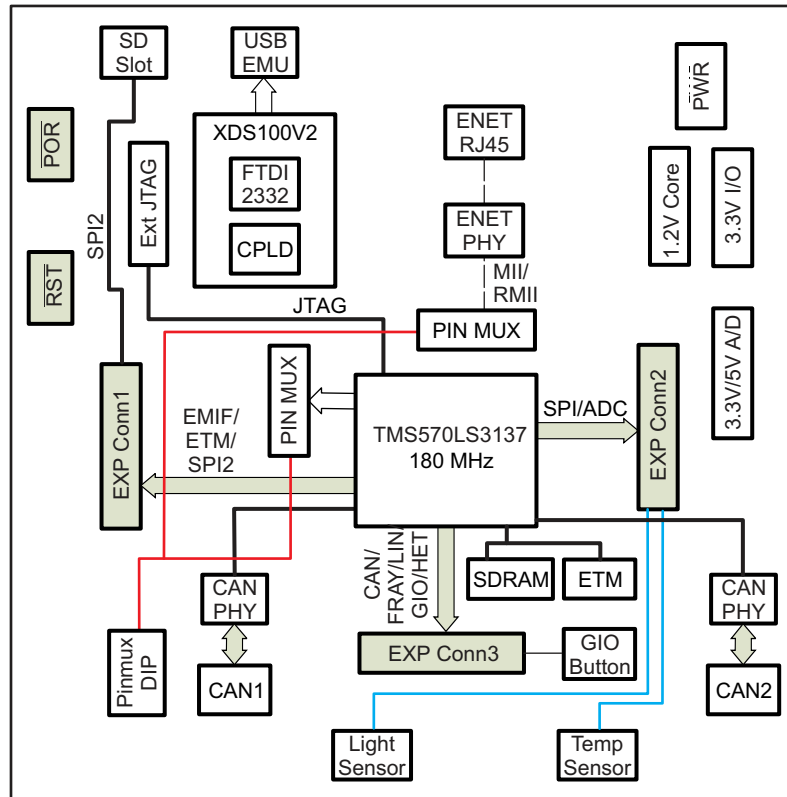 SD
Slot
USB
EMU
XDS100V2
FTDI
2332
CPLD
ENET
RJ45
ENET
PHY
MII/
RMII
PIN MUX
PWR
1.2V Core
3.3V I/O
3.3V/5V A/D
POR
RST
SPI2
Ext JTAG
JTAG
EXP Conn1
EMIF/
ETM/
SPI2
PIN MUX
TMS570LS3137
180 MHz
SPI/ADC
EXP Conn2
CAN/
FRAY/LIN/
GIO/HET
SDRAM
ETM
CAN
PHY
CAN1
Pinmux
DIP
EXP Conn3
GIO
Button
CAN
PHY
CAN2
Light
Sensor
Temp
Sensor